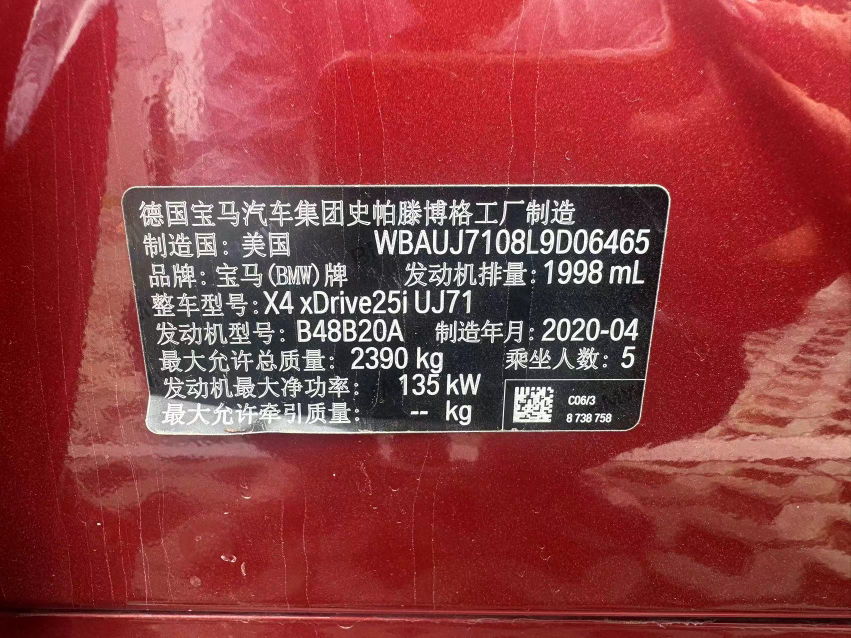 德国宝马汽车集团史帕滕博格工厂制造
制造国: 美国 WBAUJ7108L9D06465
品牌: 宝马(BMW)牌 发动机排量: 1998 mL
整车型号: X4 xDrive25i UJ71
发动机型号: B48B20A 制造年月: 2020-04
最大允许总质量: 2390 kg 乘坐人数: 5
发动机最大净功率: 135 kW
最大允许牵引质量: -- kg
C06/3
8 738 758